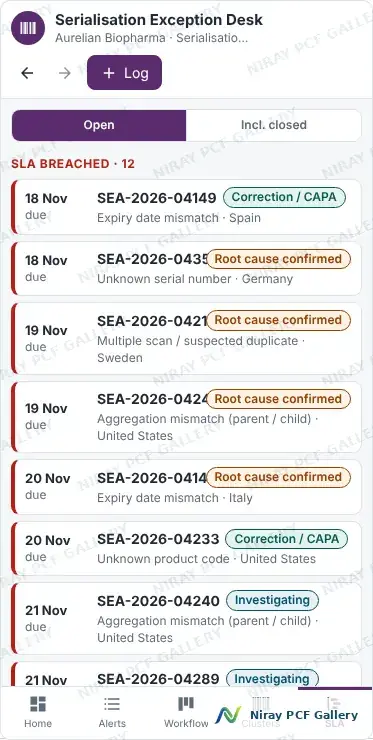 Serialisation Exception Desk
Aurelian Biopharma · Serialisatio...
Log
Open
Incl. closed
SLA BREACHED · 12
18 Nov
due
SEA-2026-04149
Correction / CAPA
Expiry date mismatch · Spain
18 Nov
due
SEA-2026-0435
Root cause confirmed
Unknown serial number · Germany
19 Nov
due
SEA-2026-0421
Root cause confirmed
Multiple scan / suspected duplicate ·
Sweden
19 Nov
due
SEA-2026-0424
Root cause confirmed
Aggregation mismatch (parent / child) ·
United States
20 Nov
due
SEA-2026-0414
Root cause confirmed
Expiry date mismatch · Italy
20 Nov
due
SEA-2026-04233
Correction / CAPA
Unknown product code · United States
21 Nov
due
SEA-2026-04240
Investigating
Aggregation mismatch (parent / child) ·
United States
21 Nov
SEA-2026-04289
Investigating
Home
Alerts
Workflow
Clusters
SLA
Niray PCF Gallery
NIRAY PCF GALLERY